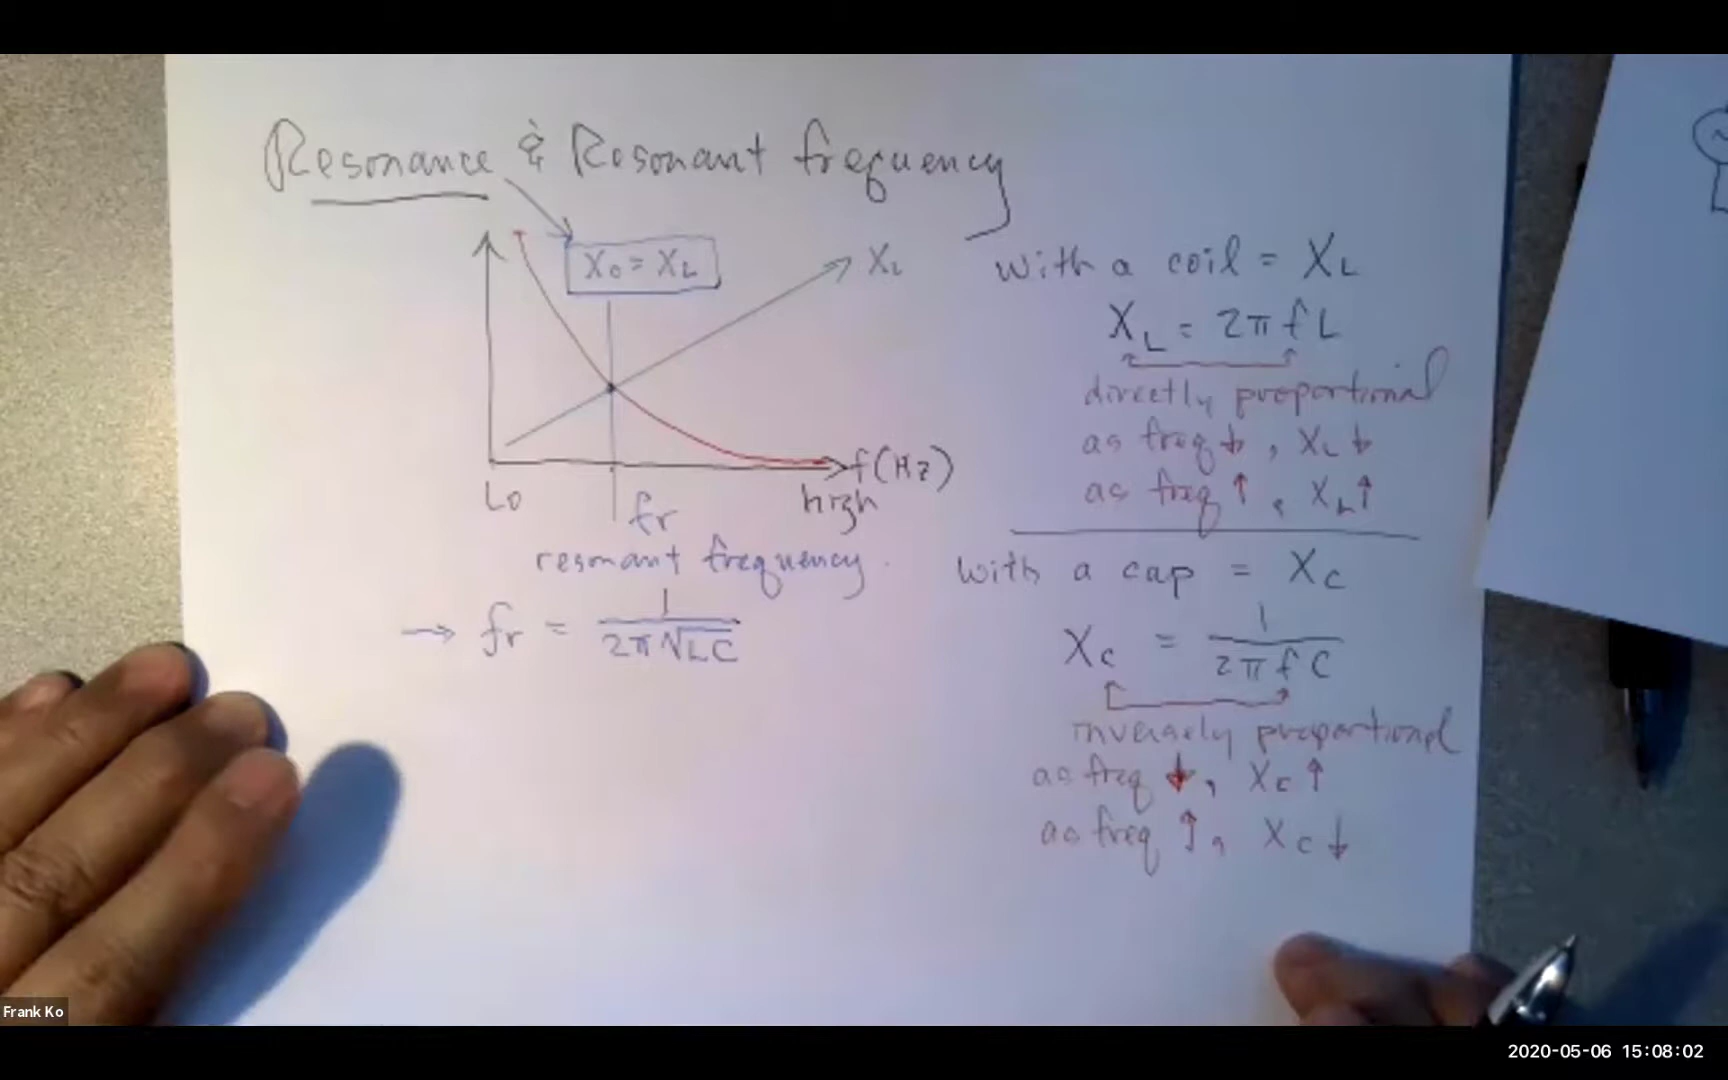 Resonance & Resonant frequency
Xc = XL
XL
f(Hz)
Lo
high
fr
resonant frequency.
→ fr = 1/(2π√LC)
with a coil = XL
XL = 2πfL
directly proportional
as freq ↓, XL ↓
as freq ↑, XL ↑
with a cap = Xc
Xc = 1/(2πfC)
inversely proportional
as freq ↓, Xc ↑
as freq ↑, Xc ↓
Frank Ko
2020-05-06 15:08:02